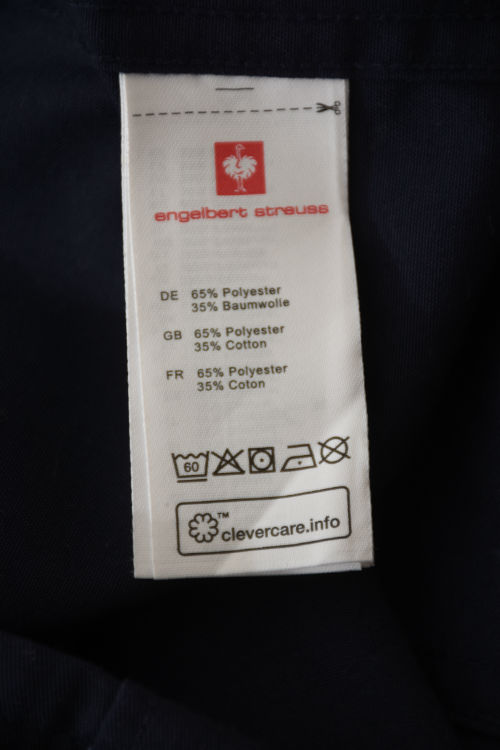 engelbert strauss
DE 65% Polyester
35% Baumwolle
GB 65% Polyester
35% Cotton
FR 65% Polyester
35% Coton
60
™
clevercare.info